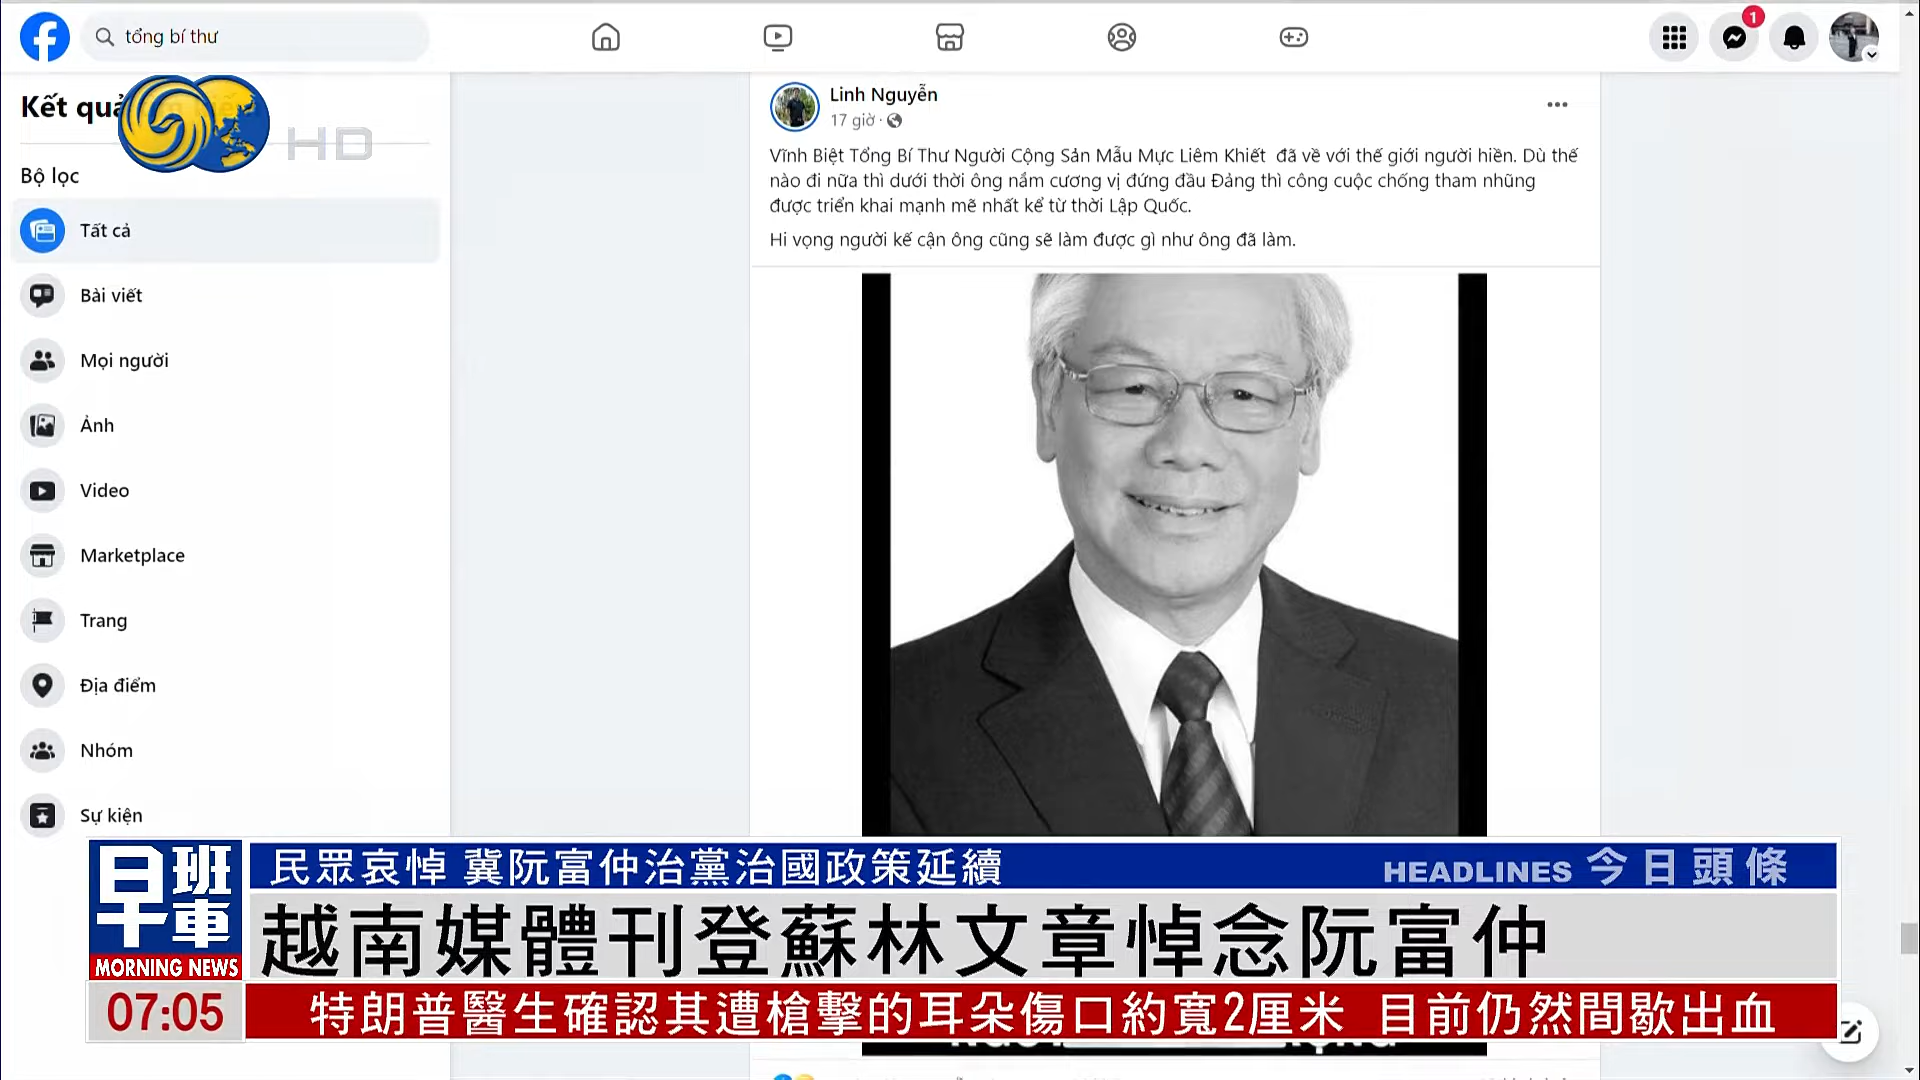 tổng bí thư
1
Kết quả
HD
Bộ lọc
Tất cả
Bài viết
Mọi người
Ảnh
Video
Marketplace
Trang
Địa điểm
Nhóm
Sự kiện
Linh Nguyễn
17 giờ ·
Vĩnh Biệt Tổng Bí Thư Người Cộng Sản Mẫu Mực Liêm Khiết đã về với thế giới người hiền. Dù thế
nào đi nữa thì dưới thời ông nắm cương vị đứng đầu Đảng thì công cuộc chống tham nhũng
được triển khai mạnh mẽ nhất kể từ thời Lập Quốc.
Hi vọng người kế cận ông cũng sẽ làm được gì như ông đã làm.
早班車
MORNING NEWS
07:05
民眾哀悼 冀阮富仲治黨治國政策延續
HEADLINES 今日頭條
越南媒體刊登蘇林文章悼念阮富仲
特朗普醫生確認其遭槍擊的耳朵傷口約寬2厘米 目前仍然間歇出血